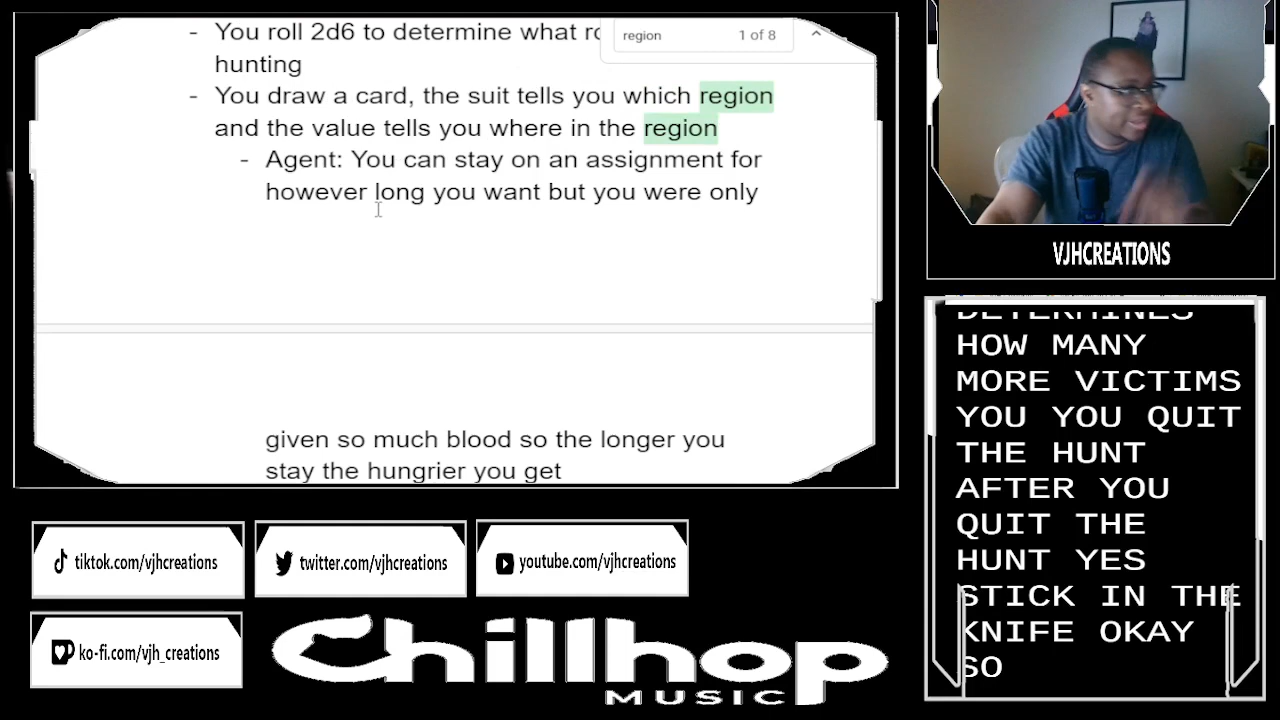 - You roll 2d6 to determine what
hunting
region 1 of 8
- You draw a card, the suit tells you which region
and the value tells you where in the region
- Agent: You can stay on an assignment for
however long you want but you were only
given so much blood so the longer you
stay the hungrier you get
VJHCREATIONS
DETERMINES
HOW MANY
MORE VICTIMS
YOU YOU QUIT
THE HUNT
AFTER YOU
QUIT THE
HUNT YES
STICK IN THE
KNIFE OKAY
SO
tiktok.com/vjhcreations
twitter.com/vjhcreations
youtube.com/vjhcreations
ko-fi.com/vjh_creations
Chillhop
MUSIC